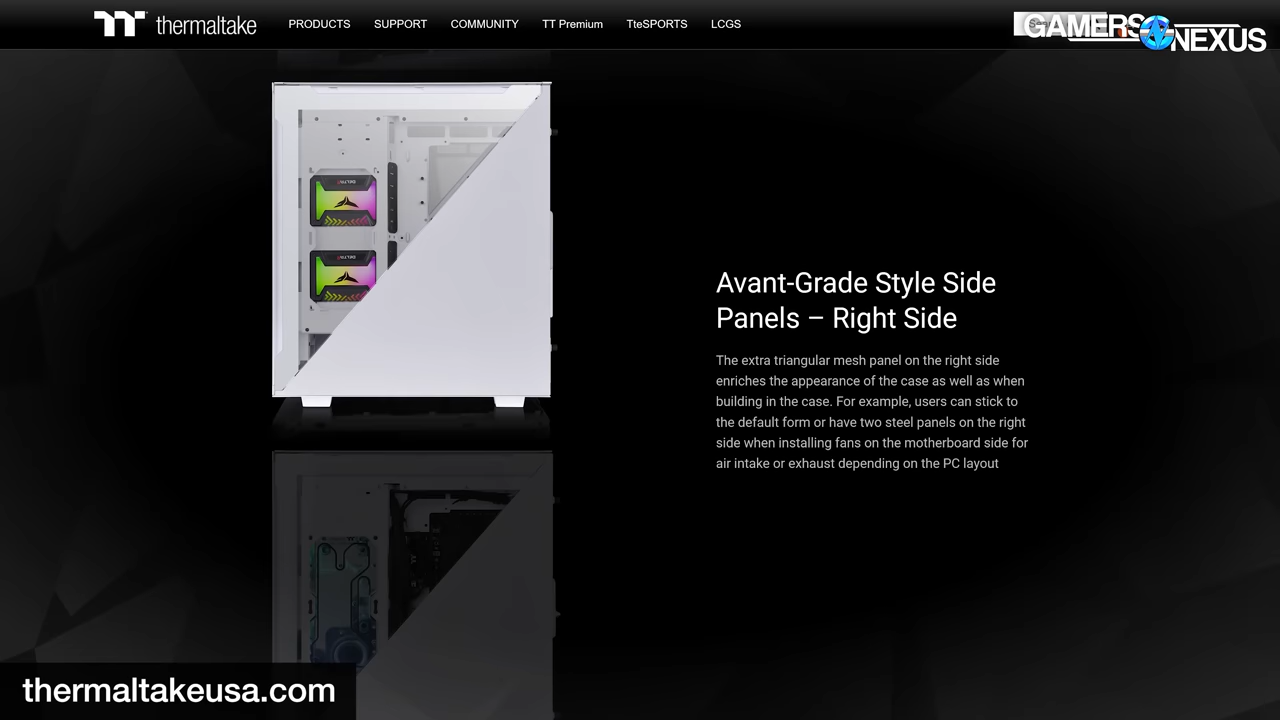 thermaltake
PRODUCTS SUPPORT COMMUNITY TT Premium TteSPORTS LCGS
GAMERS NEXUS
Avant-Grade Style Side
Panels – Right Side
The extra triangular mesh panel on the right side
enriches the appearance of the case as well as when
building in the case. For example, users can stick to
the default form or have two steel panels on the right
side when installing fans on the motherboard side for
air intake or exhaust depending on the PC layout
thermaltakeusa.com